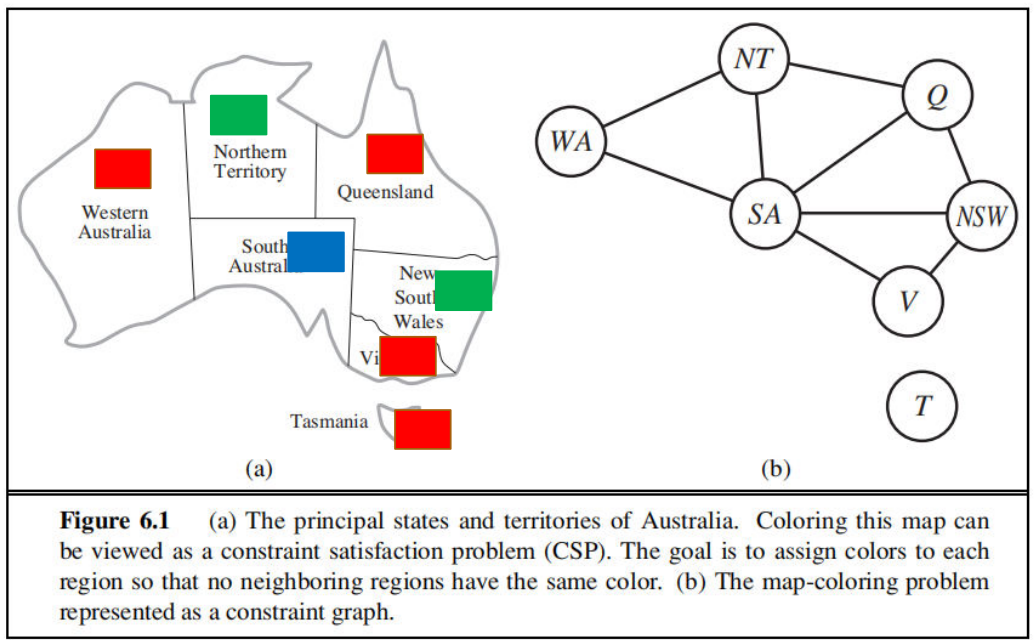 Northern
Territory
Queensland
Western
Australia
South
Austral
New
South
Wales
Vi
Tasmania
(a)
NT
Q
WA
SA
NSW
V
T
(b)
Figure 6.1 (a) The principal states and territories of Australia. Coloring this map can
be viewed as a constraint satisfaction problem (CSP). The goal is to assign colors to each
region so that no neighboring regions have the same color. (b) The map-coloring problem
represented as a constraint graph.